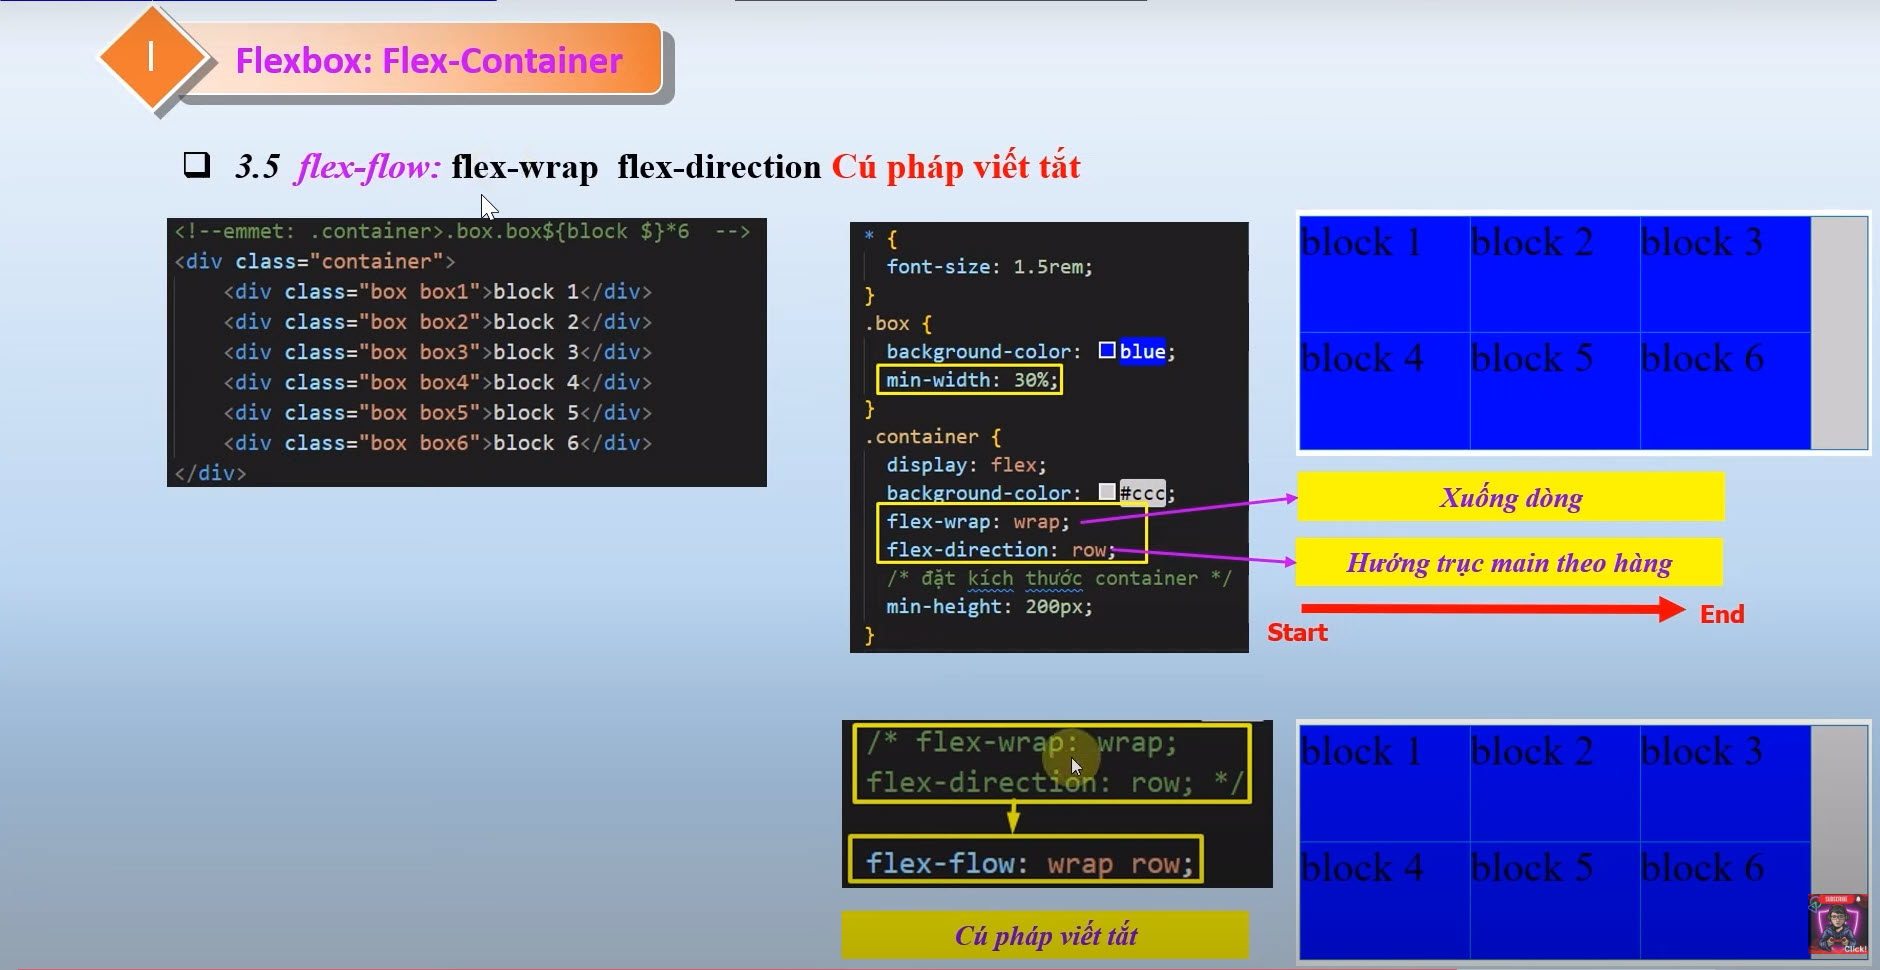 I
Flexbox: Flex-Container
3.5 flex-flow: flex-wrap flex-direction Cú pháp viết tắt
<!--emmet: .container>.box.box${block $}*6 -->
<div class="container">
<div class="box box1">block 1</div>
<div class="box box2">block 2</div>
<div class="box box3">block 3</div>
<div class="box box4">block 4</div>
<div class="box box5">block 5</div>
<div class="box box6">block 6</div>
</div>
* {
font-size: 1.5rem;
}
.box {
background-color: blue;
min-width: 30%;
}
.container {
display: flex;
background-color: #ccc;
flex-wrap: wrap;
flex-direction: row;
/* đặt kích thước container */
min-height: 200px;
}
block 1 block 2 block 3
block 4 block 5 block 6
Xuống dòng
Hướng trục main theo hàng
Start
End
/* flex-wrap: wrap;
flex-direction: row; */
flex-flow: wrap row;
Cú pháp viết tắt
block 1 block 2 block 3
block 4 block 5 block 6
SUBSCRIBE
Click!